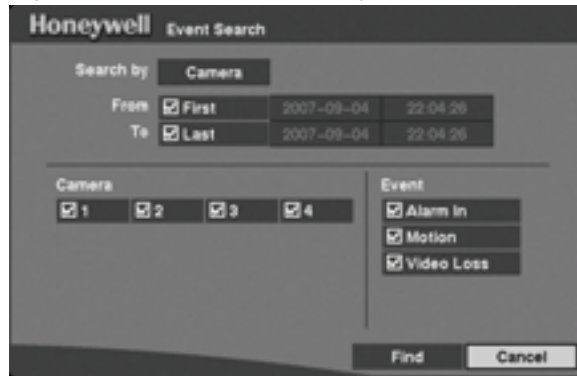 Honeywell Event Search
Search by Camera
From First 2007-09-04 22:04:26
To Last 2007-09-04 22:04:26
Camera Event
1 2 3 4 Alarm In
Motion
Video Loss
Find Cancel